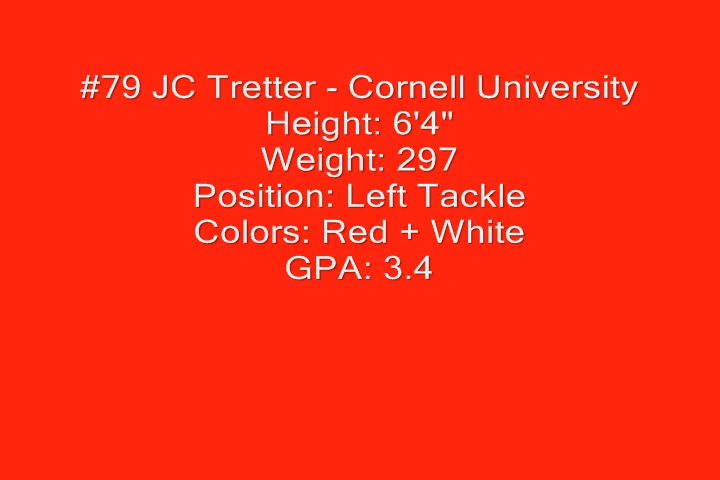 #79 JC Tretter - Cornell University
Height: 6'4"
Weight: 297
Position: Left Tackle
Colors: Red + White
GPA: 3.4